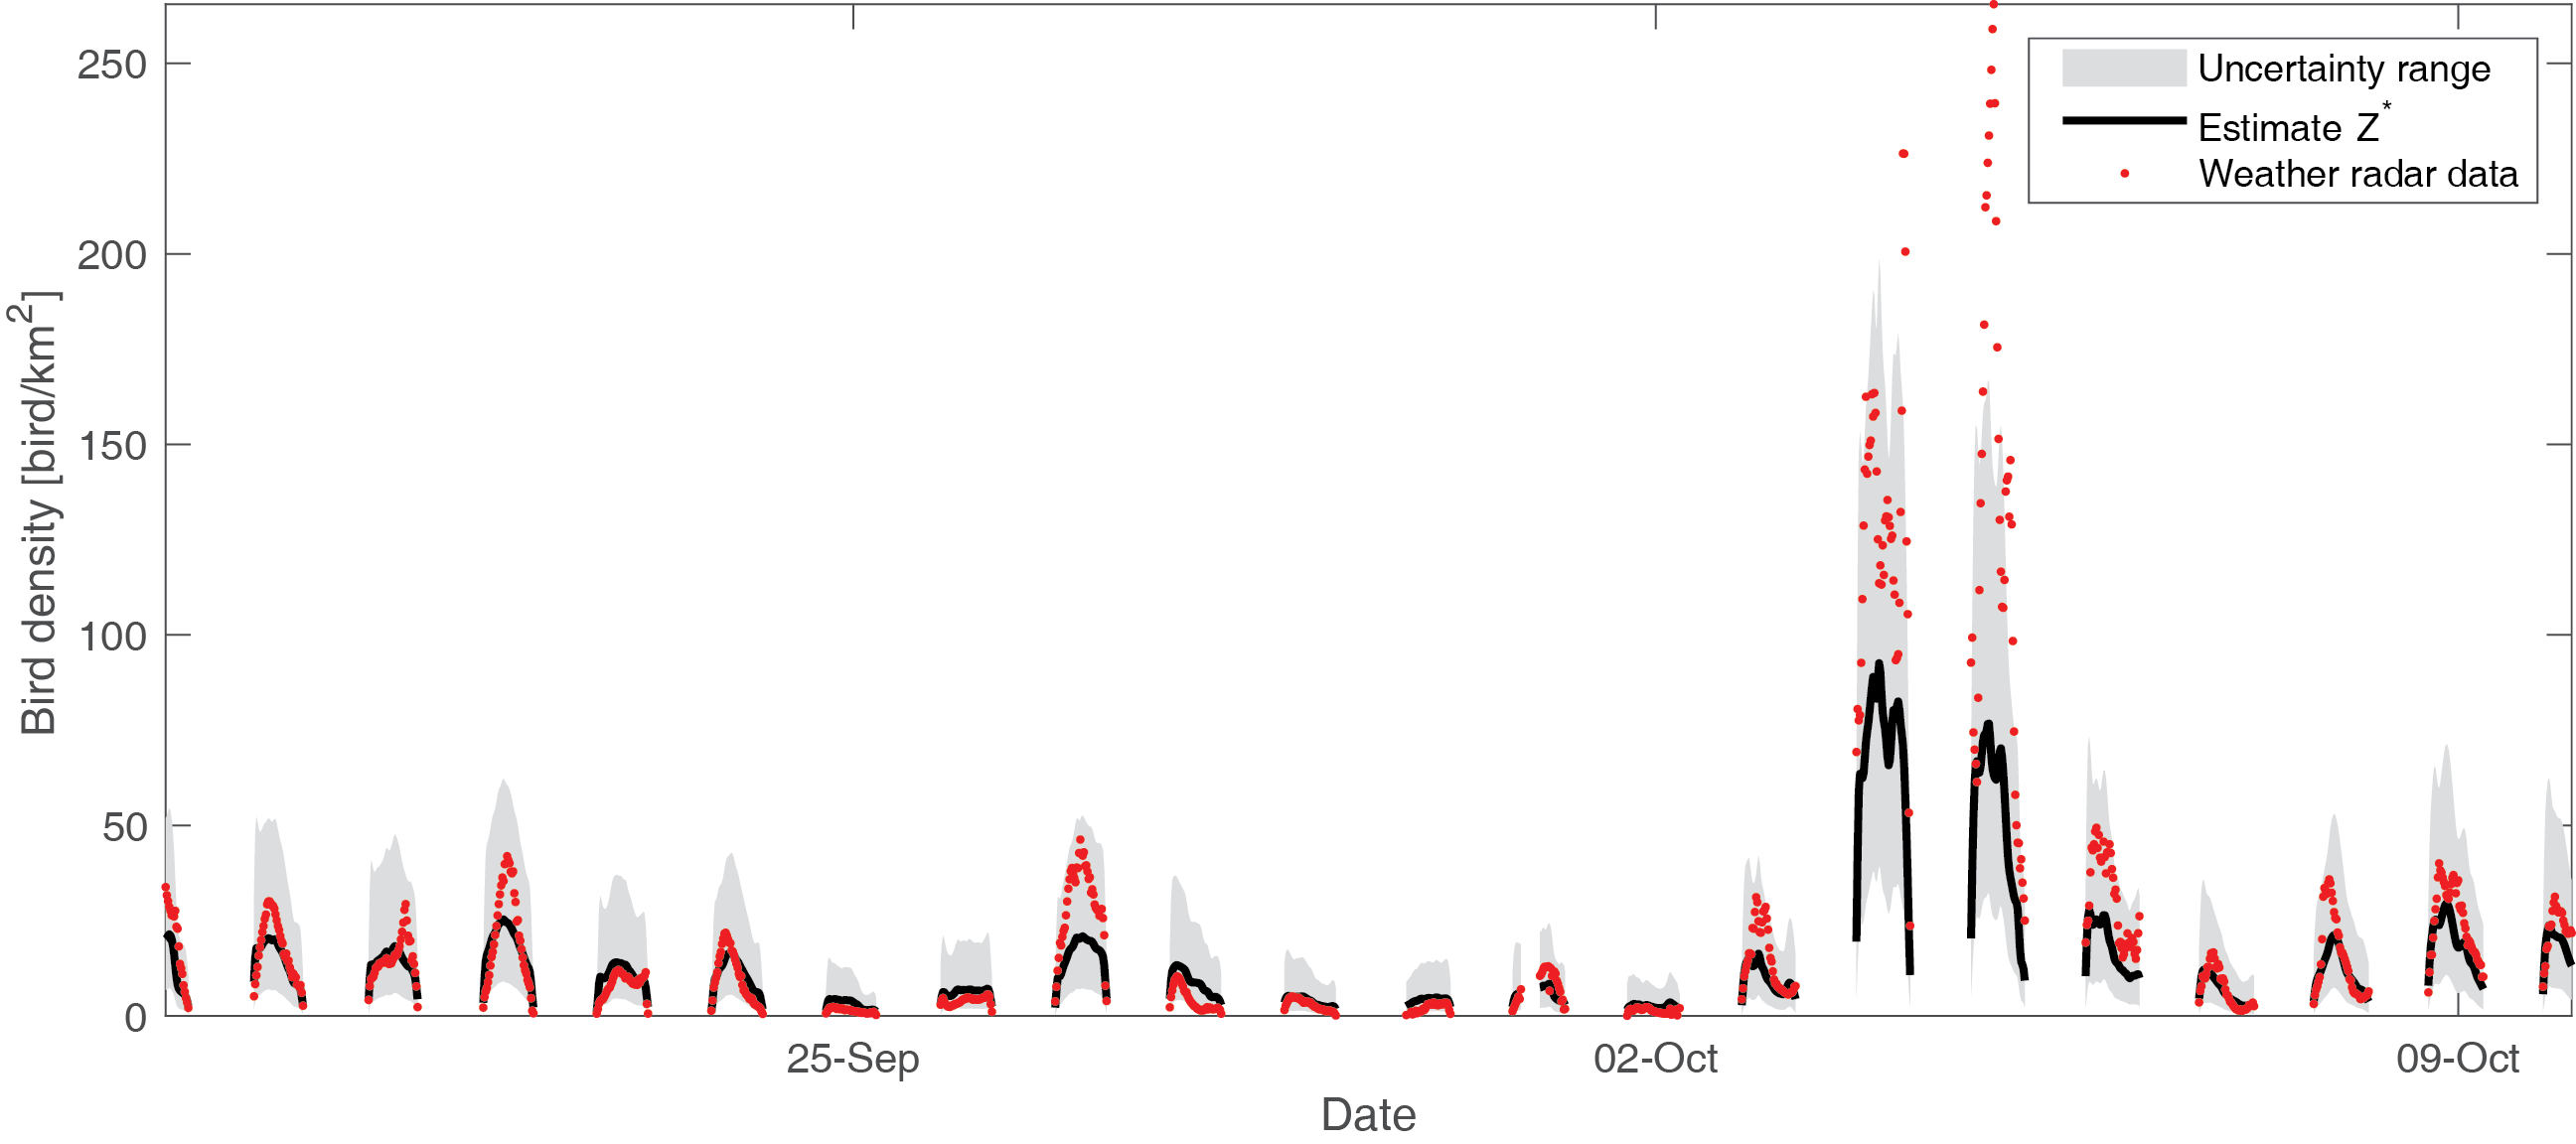 250
200
150
100
50
0
Bird density [bird/km²]
25-Sep
02-Oct
09-Oct
Date
Uncertainty range
Estimate Z*
Weather radar data